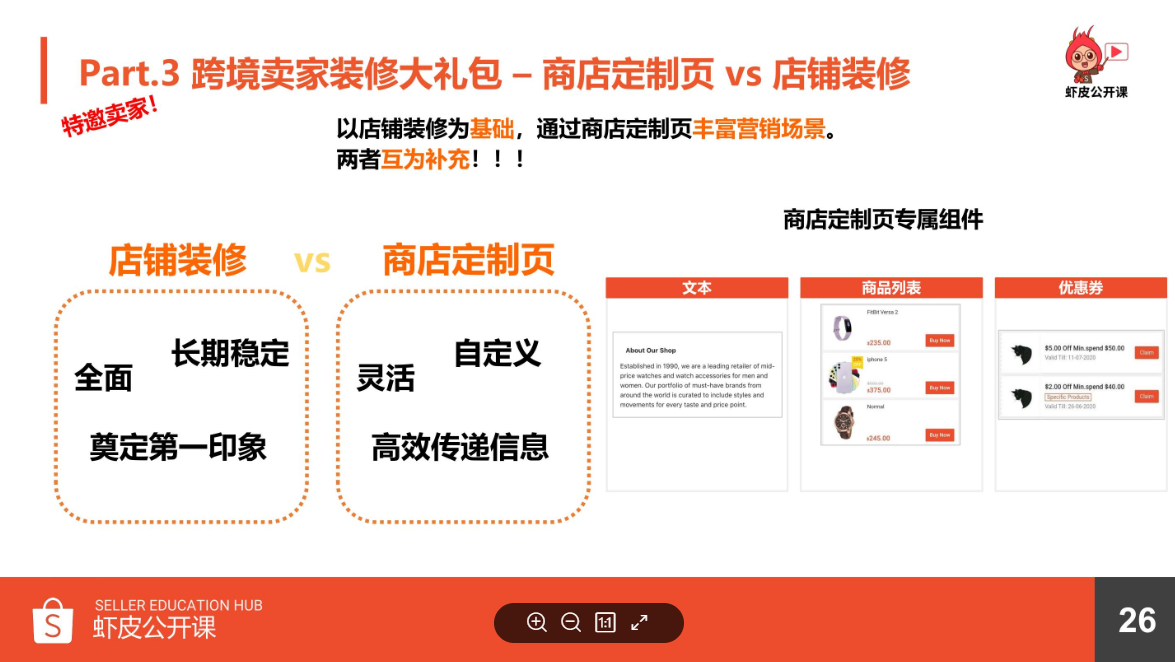 Part.3 跨境卖家装修大礼包 – 商店定制页 vs 店铺装修
特邀卖家！
虾皮公开课
以店铺装修为基础，通过商店定制页丰富营销场景。
两者互为补充！！！
店铺装修 vs 商店定制页
全面
长期稳定
奠定第一印象
灵活
自定义
高效传递信息
商店定制页专属组件
文本
About Our Shop
Established in 1990, we are a leading retailer of mid-
price watches and watch accessories for men and
women. Our portfolio of must-have brands from
around the world is curated to include styles and
movements for every taste and price point.
商品列表
FitBit Versa 2
$235.00
Buy Now
Iphone 5
$375.00
Buy Now
Normal
$245.00
Buy Now
优惠券
$5.00 Off Min.spend $50.00
Valid Till: 11-07-2020
Claim
$2.00 Off Min.spend $40.00
Specific Products
Valid Till: 26-06-2020
Claim
S
SELLER EDUCATION HUB
虾皮公开课
1:1
26